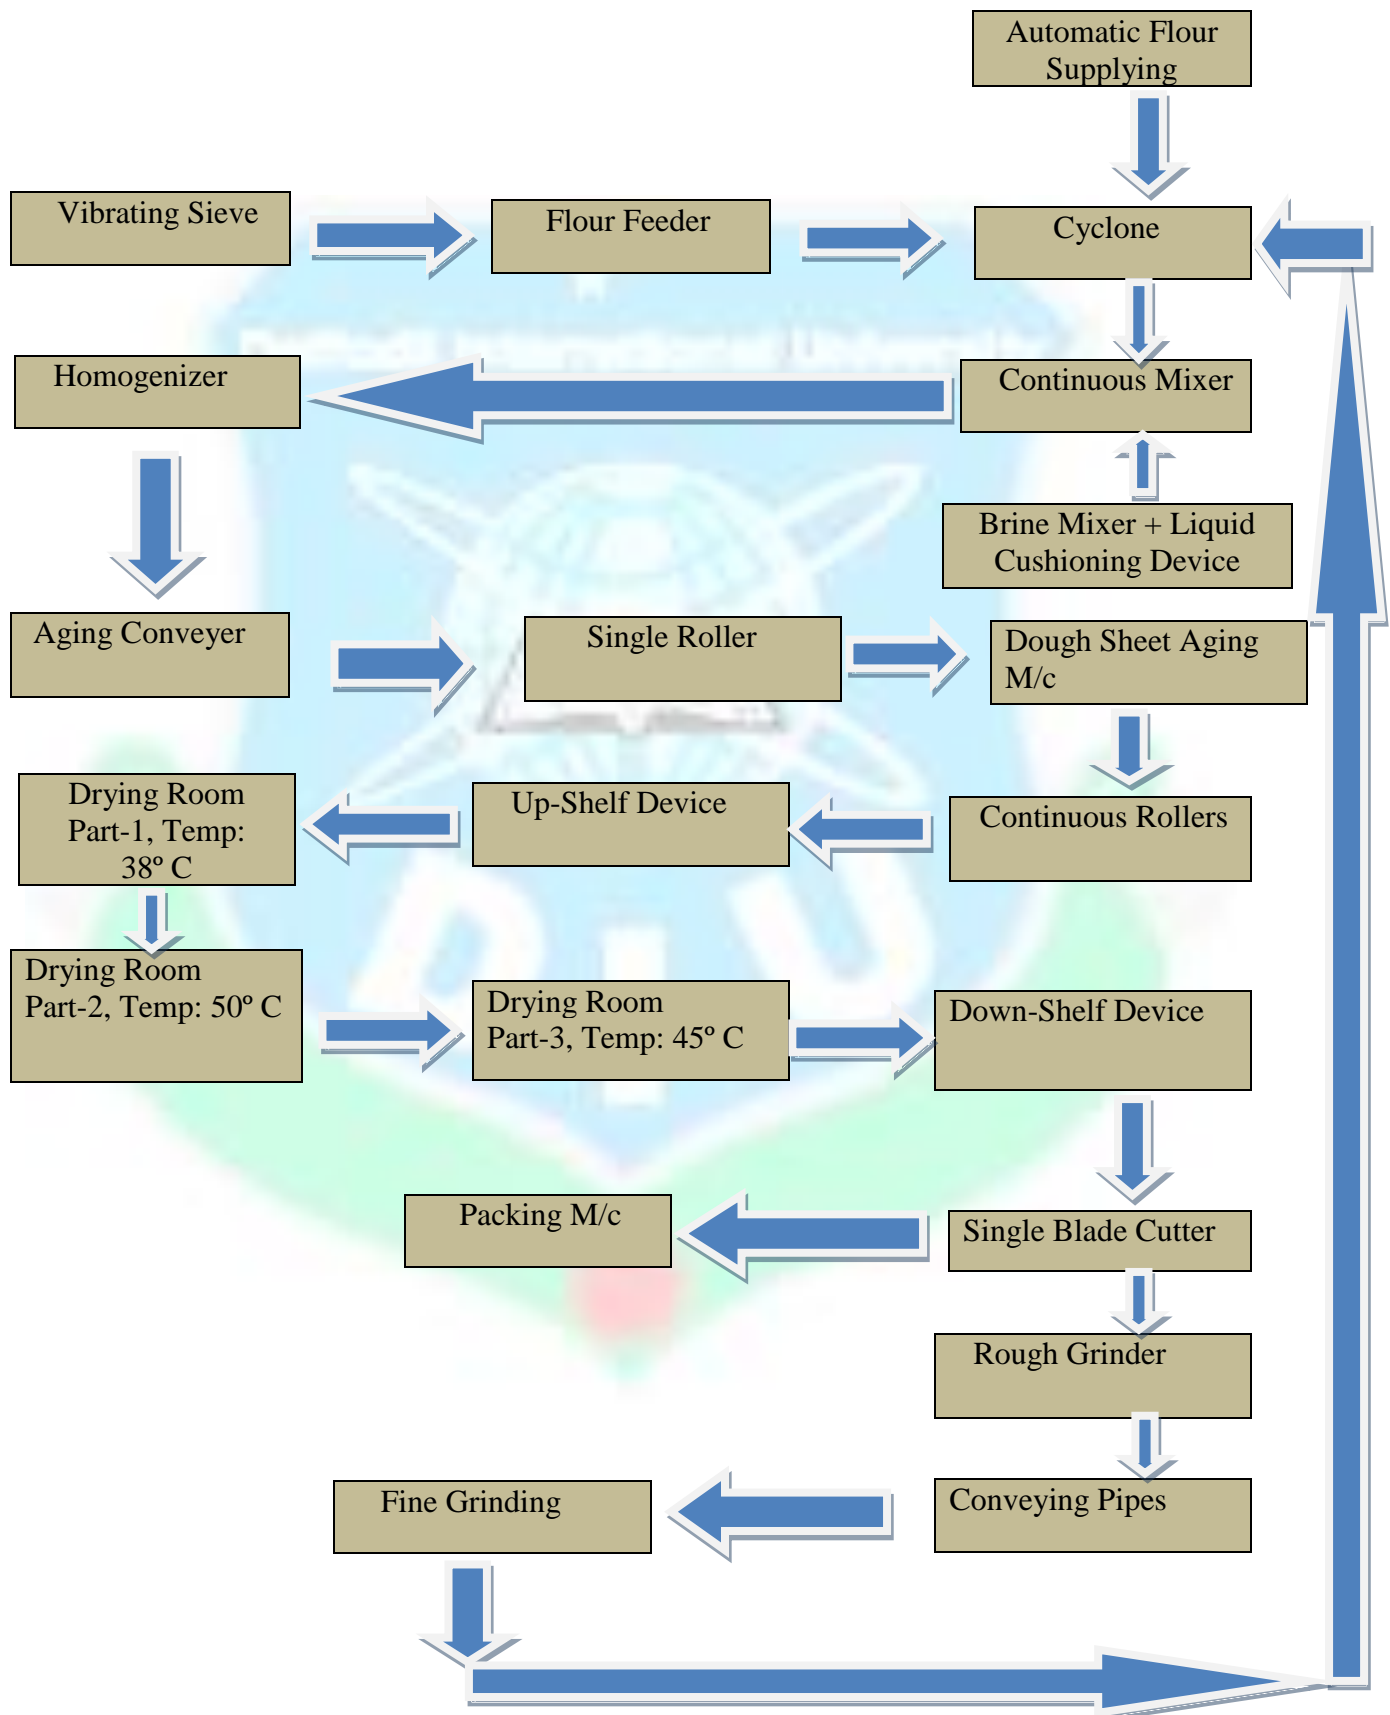 Automatic Flour
Supplying
Vibrating Sieve
Flour Feeder
Cyclone
Homogenizer
Continuous Mixer
Brine Mixer + Liquid
Cushioning Device
Aging Conveyer
Single Roller
Dough Sheet Aging
M/c
Drying Room
Part-1, Temp:
38º C
Up-Shelf Device
Continuous Rollers
Drying Room
Part-2, Temp: 50º C
Drying Room
Part-3, Temp: 45º C
Down-Shelf Device
Packing M/c
Single Blade Cutter
Rough Grinder
Fine Grinding
Conveying Pipes
D I U